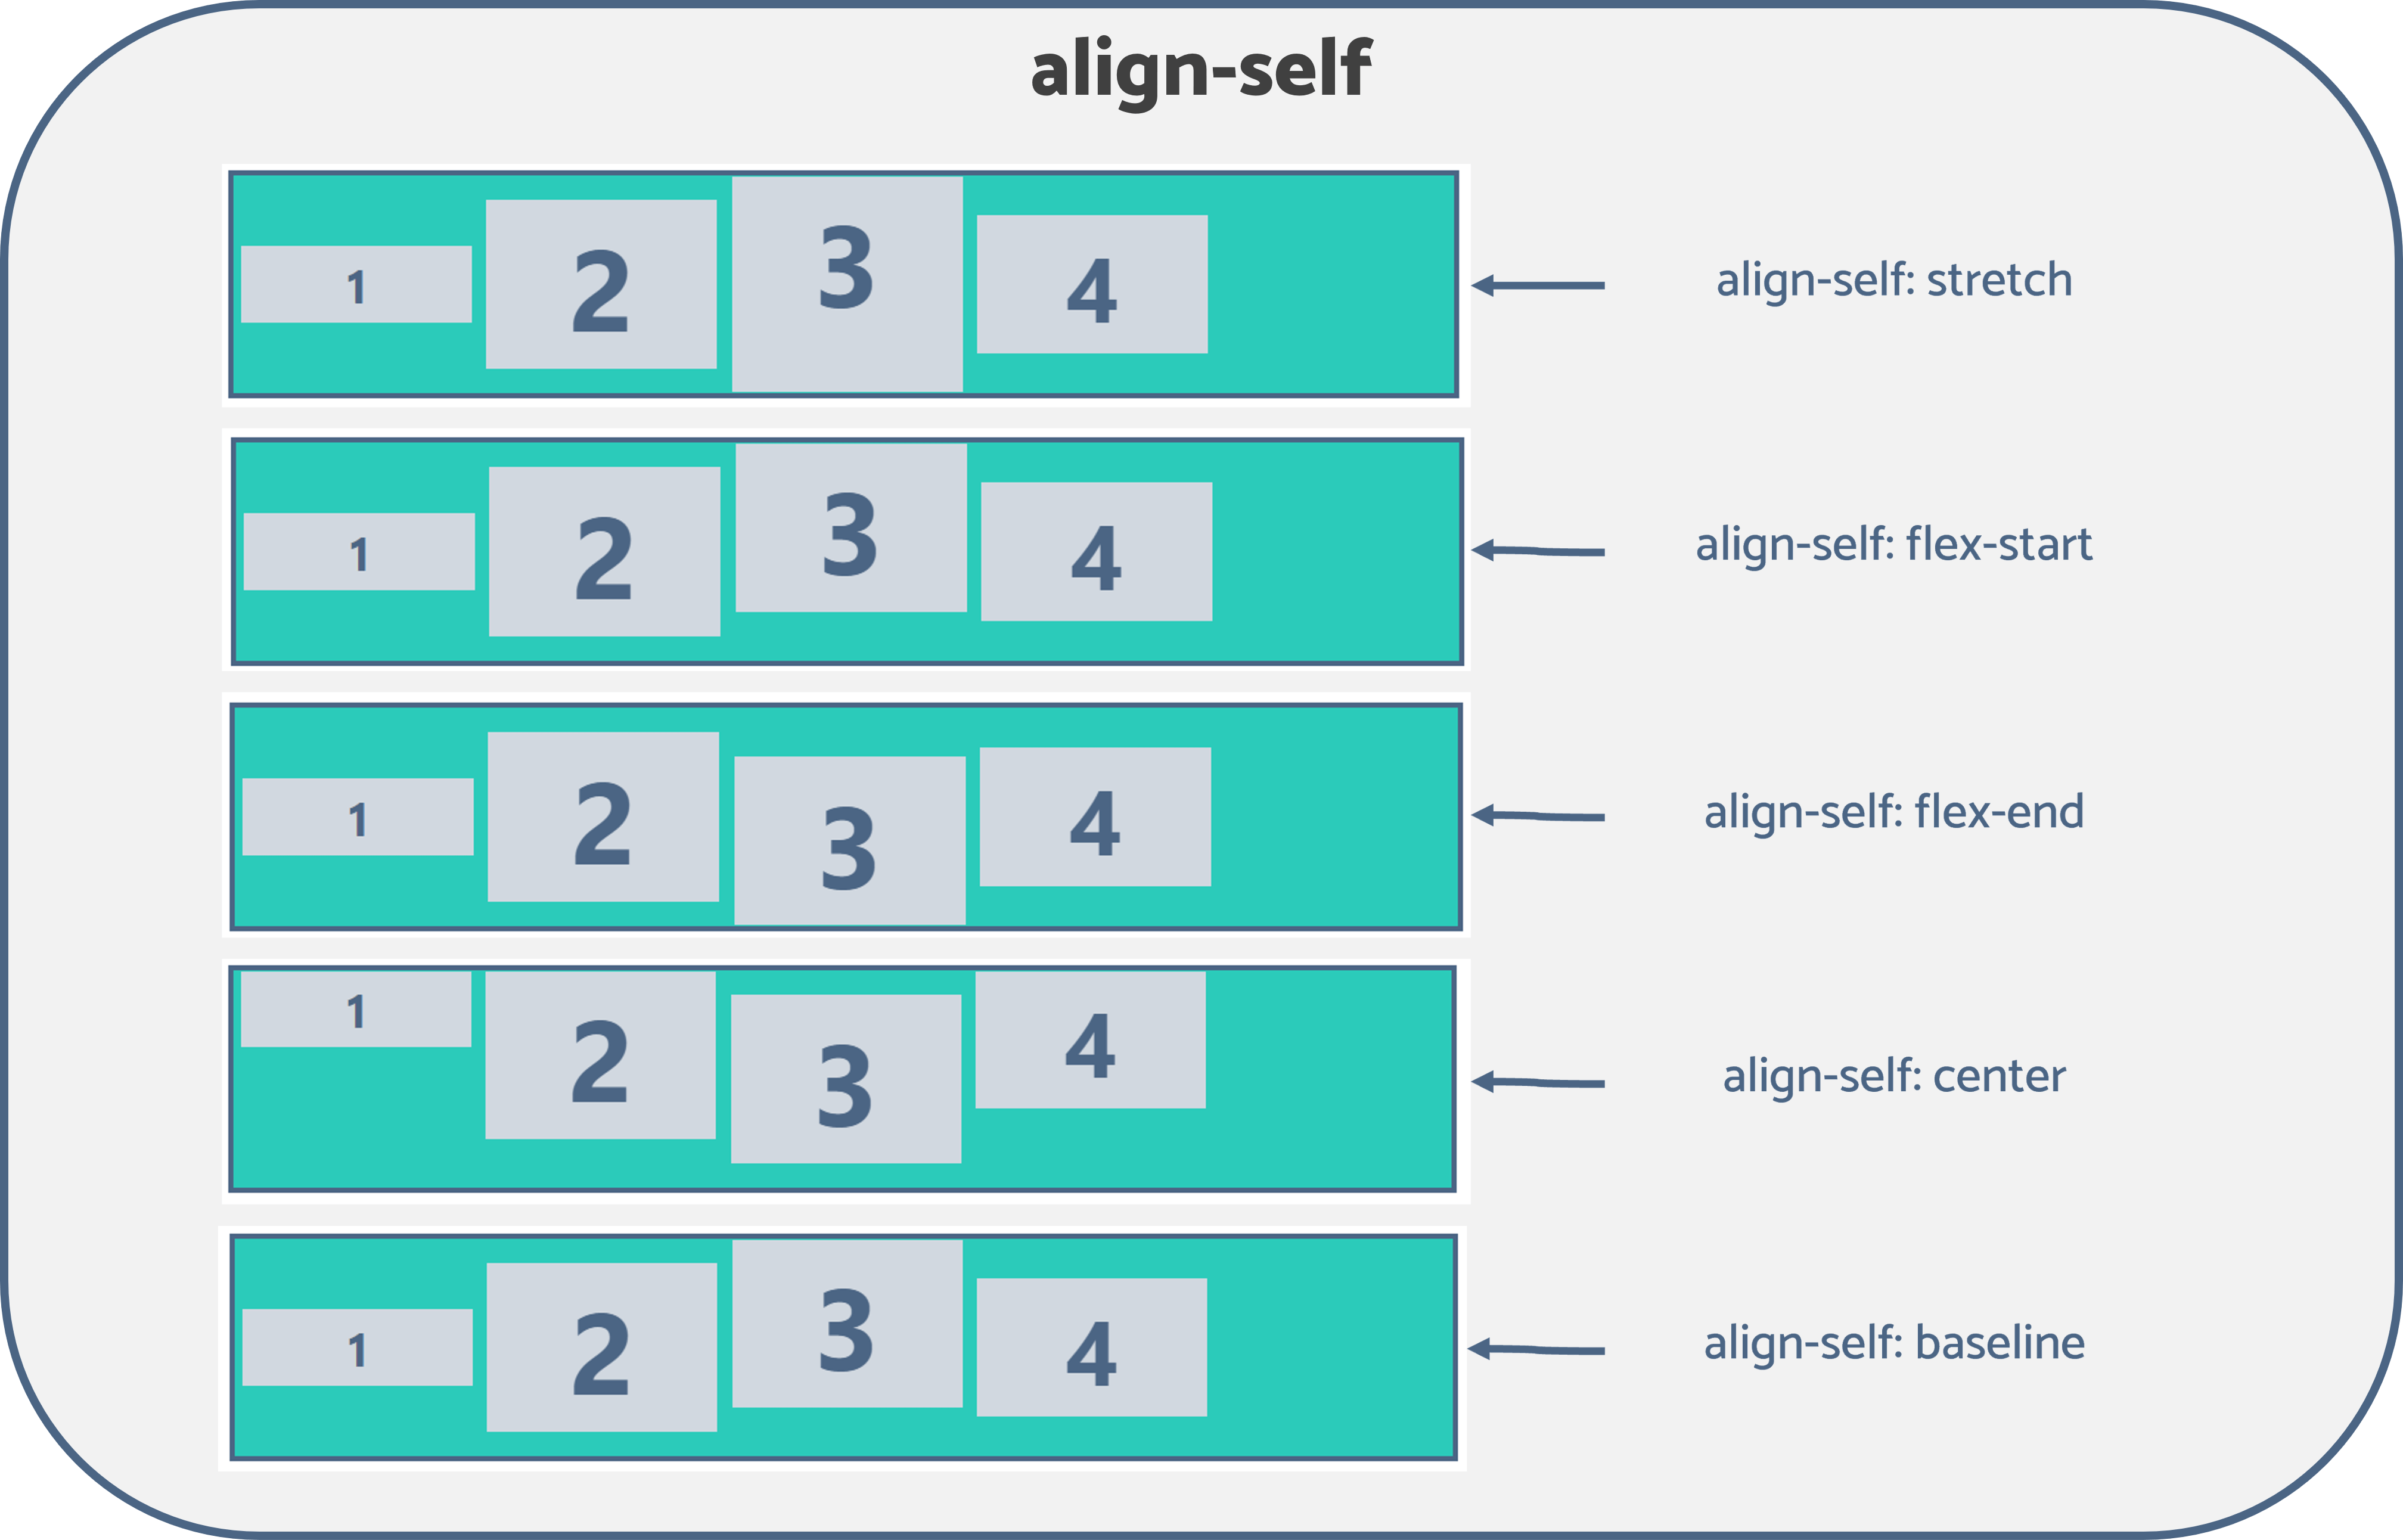 align-self
1 2 3 4
align-self: stretch
1 2 3 4
align-self: flex-start
1 2 3 4
align-self: flex-end
1 2 3 4
align-self: center
1 2 3 4
align-self: baseline